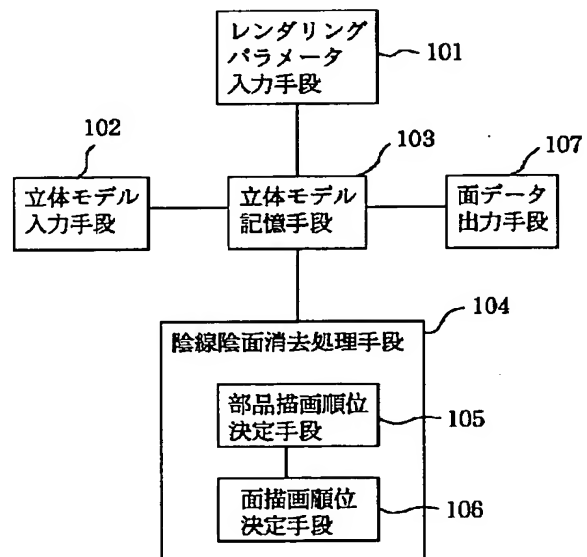 レンダリング
パラメータ
入力手段
101
102
立体モデル
入力手段
103
立体モデル
記憶手段
107
面データ
出力手段
104
陰線陰面消去処理手段
部品描画順位
決定手段
105
面描画順位
決定手段
106